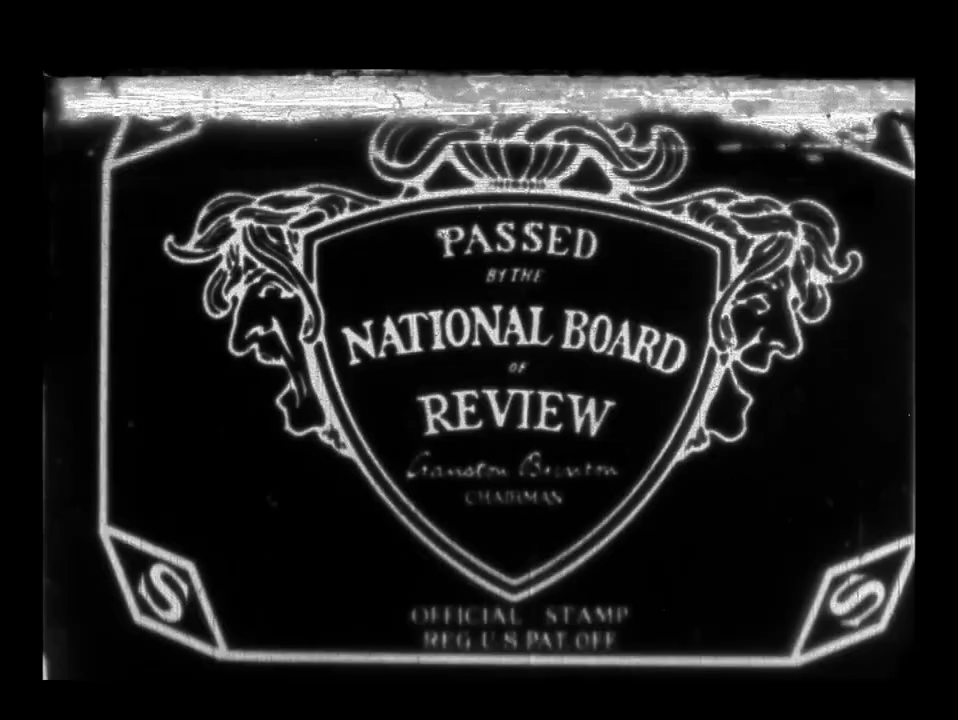 PASSED
BY THE
NATIONAL BOARD
OF
REVIEW
Cranston Brenton
CHAIRMAN
OFFICIAL STAMP
REG U.S PAT. OFF
S S